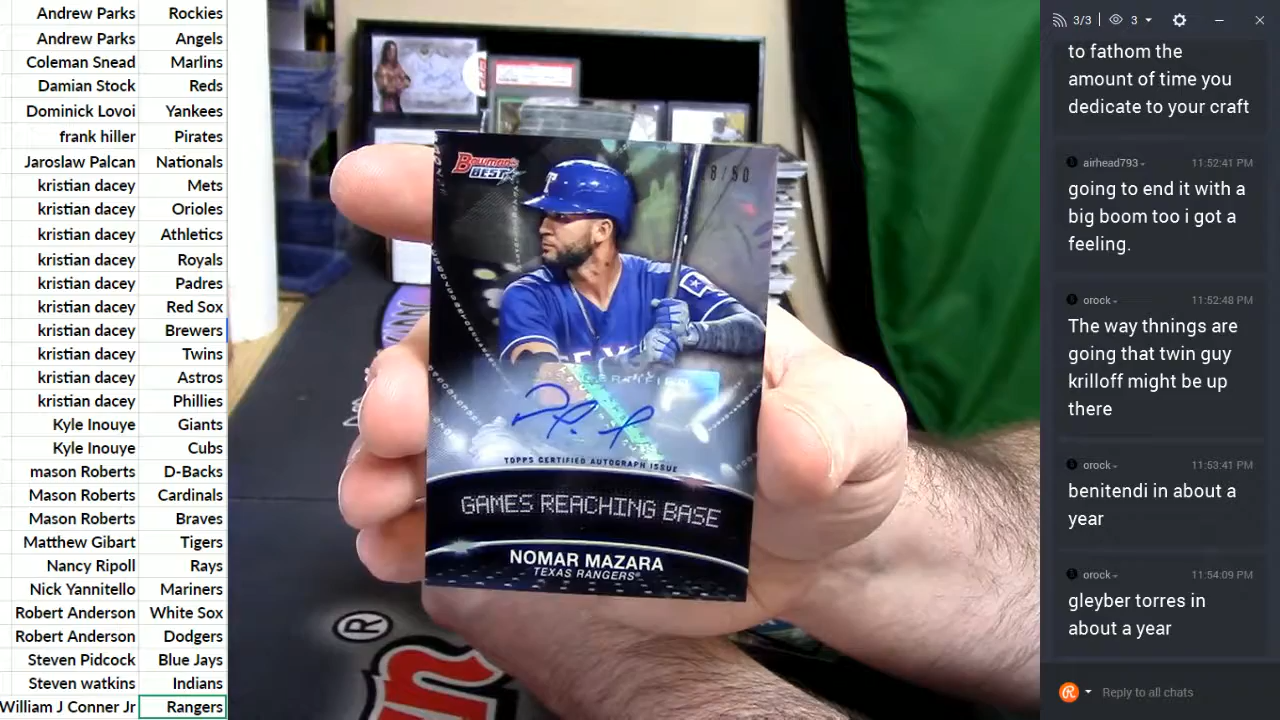 Andrew Parks Rockies
Andrew Parks Angels
Coleman Snead Marlins
Damian Stock Reds
Dominick Lovoi Yankees
frank hiller Pirates
Jaroslaw Palcan Nationals
kristian dacey Mets
kristian dacey Orioles
kristian dacey Athletics
kristian dacey Royals
kristian dacey Padres
kristian dacey Red Sox
kristian dacey Brewers
kristian dacey Twins
kristian dacey Astros
kristian dacey Phillies
Kyle Inouye Giants
Kyle Inouye Cubs
mason Roberts D-Backs
Mason Roberts Cardinals
Mason Roberts Braves
Matthew Gibart Tigers
Nancy Ripoll Rays
Nick Yannitello Mariners
Robert Anderson White Sox
Robert Anderson Dodgers
Steven Pidcock Blue Jays
Steven watkins Indians
William J Conner Jr Rangers
Bowman's
BEST
8/50
CERTIFIED
TOPPS CERTIFIED AUTOGRAPH ISSUE
GAMES REACHING BASE
NOMAR MAZARA
TEXAS RANGERS®
®
3/3 3
to fathom the
amount of time you
dedicate to your craft
airhead793 11:52:41 PM
going to end it with a
big boom too i got a
feeling.
orock 11:52:48 PM
The way thnings are
going that twin guy
krilloff might be up
there
orock 11:53:41 PM
benitendi in about a
year
orock 11:54:09 PM
gleyber torres in
about a year
Reply to all chats